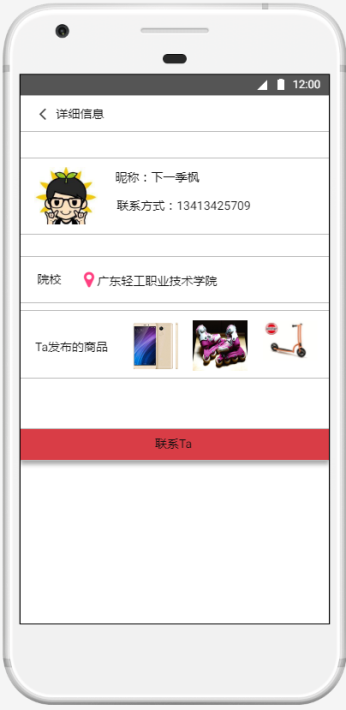 12:00
详细信息
昵称：下一季枫
联系方式：13413425709
院校
广东轻工职业技术学院
Ta发布的商品
联系Ta